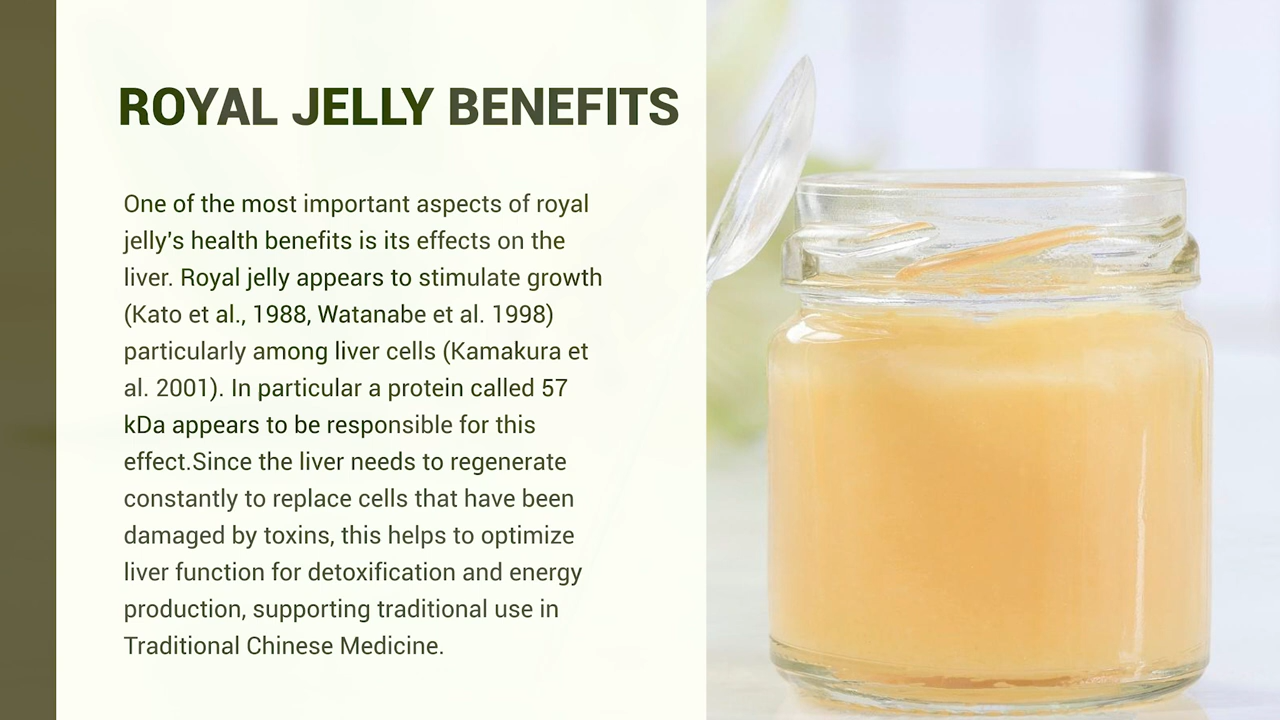 ROYAL JELLY BENEFITS
One of the most important aspects of royal
jelly's health benefits is its effects on the
liver. Royal jelly appears to stimulate growth
(Kato et al., 1988, Watanabe et al. 1998)
particularly among liver cells (Kamakura et
al. 2001). In particular a protein called 57
kDa appears to be responsible for this
effect.Since the liver needs to regenerate
constantly to replace cells that have been
damaged by toxins, this helps to optimize
liver function for detoxification and energy
production, supporting traditional use in
Traditional Chinese Medicine.